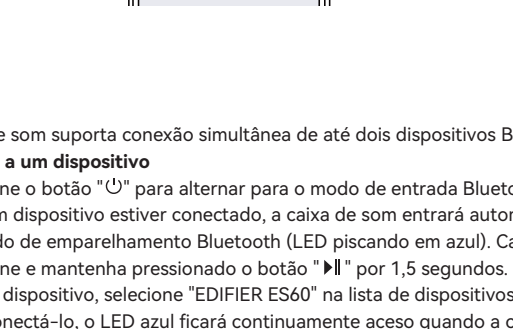 e som suporta conexão simultânea de até dois dispositivos B
a um dispositivo
ne o botão "⏻" para alternar para o modo de entrada Blueto
m dispositivo estiver conectado, a caixa de som entrará autor
do de emparelhamento Bluetooth (LED piscando em azul). Ca
ne e mantenha pressionado o botão "⏯" por 1,5 segundos.
dispositivo, selecione "EDIFIER ES60" na lista de dispositivos
onectá-lo, o LED azul ficará continuamente aceso quando a c